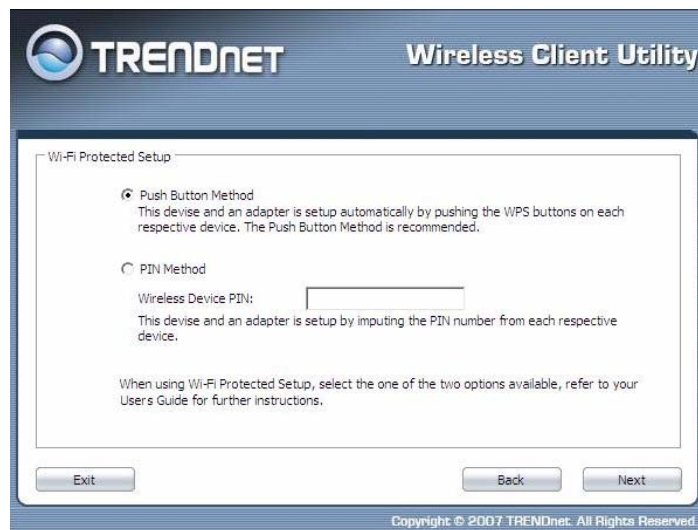 TRENDnet
Wireless Client Utility
Wi-Fi Protected Setup
Push Button Method
This devise and an adapter is setup automatically by pushing the WPS buttons on each
respective device. The Push Button Method is recommended.
PIN Method
Wireless Device PIN:
This devise and an adapter is setup by imputing the PIN number from each respective
device.
When using Wi-Fi Protected Setup, select the one of the two options available, refer to your
Users Guide for further instructions.
Exit
Back
Next
Copyright © 2007 TRENDnet. All Rights Reserved